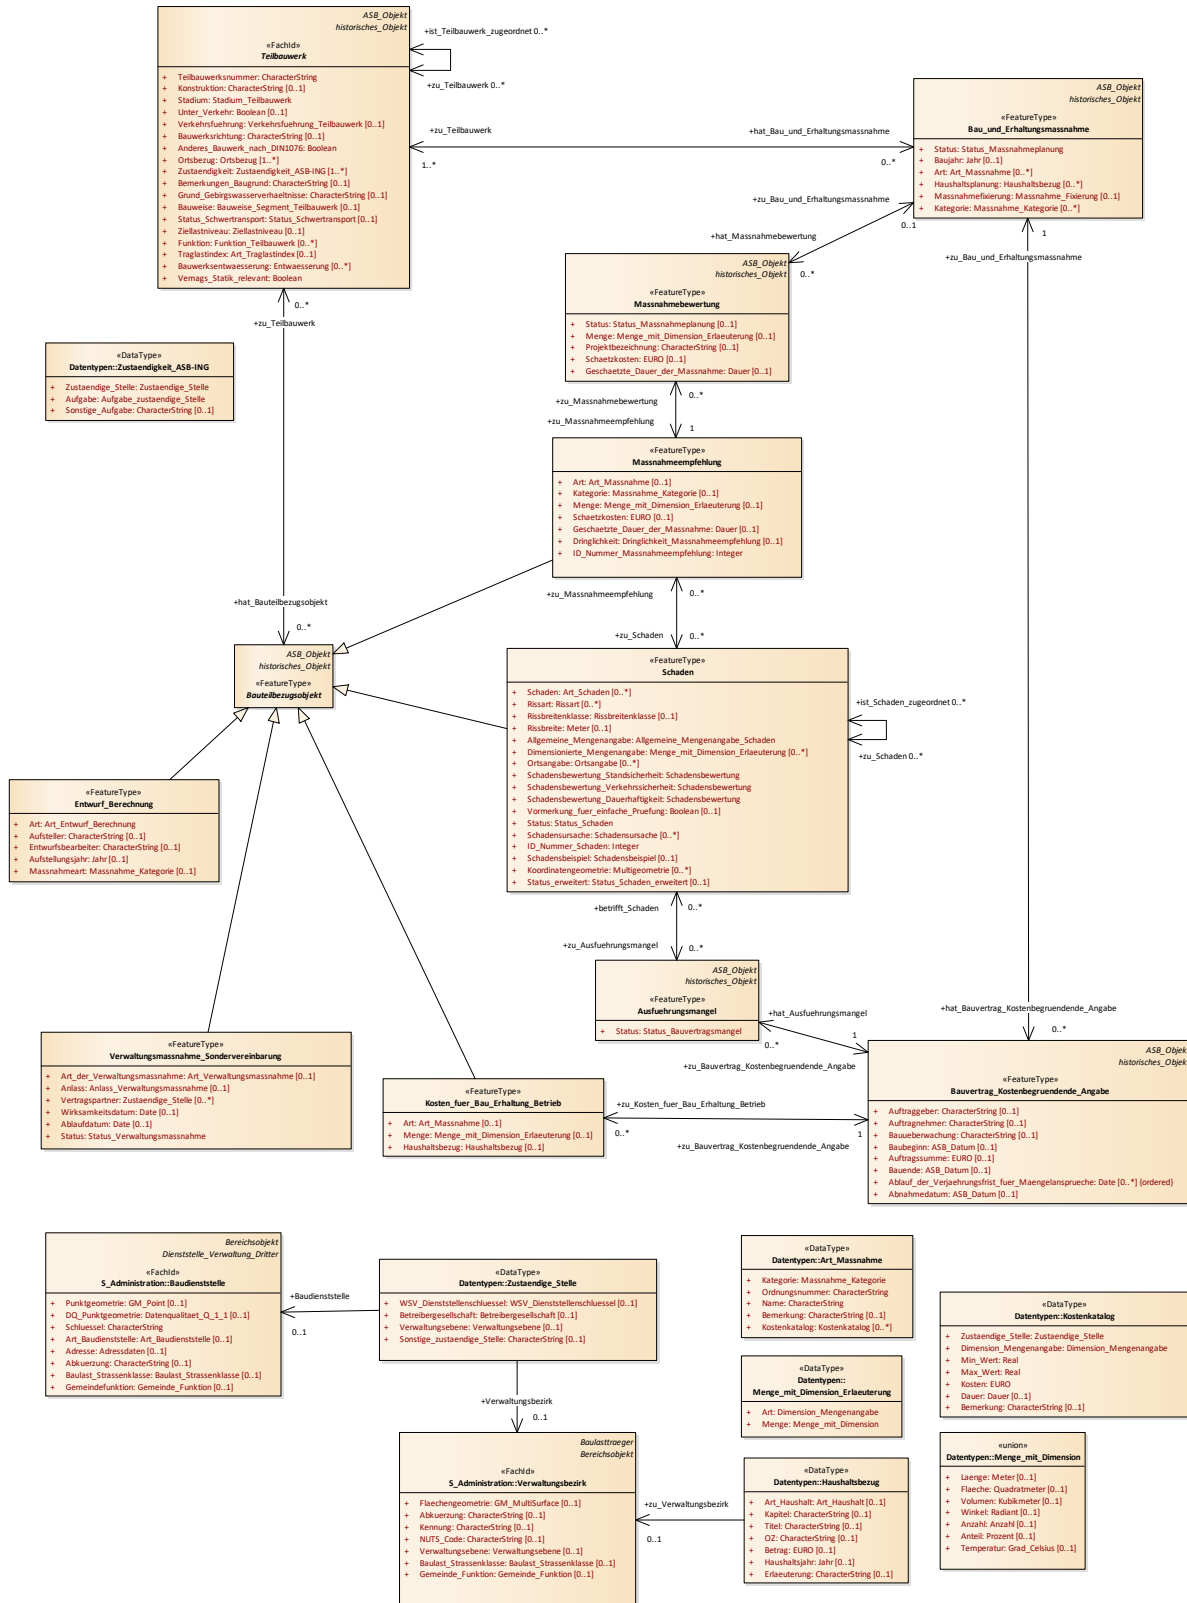 ASB_Objekt
historisches_Objekt
«FachId»
Teilbauwerk
+ Teilbauwerksnummer: CharacterString
+ Konstruktion: CharacterString [0..1]
+ Stadium: Stadium_Teilbauwerk
+ Unter_Verkehr: Boolean [0..1]
+ Verkehrsfuehrung: Verkehrsfuehrung_Teilbauwerk [0..1]
+ Bauwerksrichtung: CharacterString [0..1]
+ Anderes_Bauwerk_nach_DIN1076: Boolean
+ Ortsbezug: Ortsbezug [1..*]
+ Zustaendigkeit: Zustaendigkeit_ASB-ING [1..*]
+ Bemerkungen_Baugrund: CharacterString [0..1]
+ Grund_Gebirgswasserverhaeltnisse: CharacterString [0..1]
+ Bauweise: Bauweise_Segment_Teilbauwerk [0..1]
+ Status_Schwertransport: Status_Schwertransport [0..1]
+ Ziellastniveau: Ziellastniveau [0..1]
+ Funktion: Funktion_Teilbauwerk [0..*]
+ Traglastindex: Art_Traglastindex [0..1]
+ Bauwerksentwaesserung: Entwaesserung [0..*]
+ Vemags_Statik_relevant: Boolean
+ist_Teilbauwerk_zugeordnet 0..*
+zu_Teilbauwerk 0..*
+zu_Teilbauwerk
1..*
+hat_Bau_und_Erhaltungsmassnahme
0..*
ASB_Objekt
historisches_Objekt
«FeatureType»
Bau_und_Erhaltungsmassnahme
+ Status: Status_Massnahmeplanung
+ Baujahr: Jahr [0..1]
+ Art: Art_Massnahme [0..*]
+ Haushaltsplanung: Haushaltsbezug [0..*]
+ Massnahmefixierung: Massnahme_Fixierung [0..1]
+ Kategorie: Massnahme_Kategorie [0..*]
+zu_Bau_und_Erhaltungsmassnahme
0..1
+hat_Massnahmebewertung
0..*
1
+zu_Bau_und_Erhaltungsmassnahme
ASB_Objekt
historisches_Objekt
«FeatureType»
Massnahmebewertung
+ Status: Status_Massnahmeplanung [0..1]
+ Menge: Menge_mit_Dimension_Erlaeuterung [0..1]
+ Projektbezeichnung: CharacterString [0..1]
+ Schaetzkosten: EURO [0..1]
+ Geschaetzte_Dauer_der_Massnahme: Dauer [0..1]
0..*
+zu_Teilbauwerk
«DataType»
Datentypen::Zustaendigkeit_ASB-ING
+ Zustaendige_Stelle: Zustaendige_Stelle
+ Aufgabe: Aufgabe_zustaendige_Stelle
+ Sonstige_Aufgabe: CharacterString [0..1]
0..*
+zu_Massnahmebewertung
+zu_Massnahmeempfehlung
1
«FeatureType»
Massnahmeempfehlung
+ Art: Art_Massnahme [0..1]
+ Kategorie: Massnahme_Kategorie [0..1]
+ Menge: Menge_mit_Dimension_Erlaeuterung [0..1]
+ Schaetzkosten: EURO [0..1]
+ Geschaetzte_Dauer_der_Massnahme: Dauer [0..1]
+ Dringlichkeit: Dringlichkeit_Massnahmeempfehlung [0..1]
+ ID_Nummer_Massnahmeempfehlung: Integer
+zu_Massnahmeempfehlung
0..*
+zu_Schaden
0..*
+hat_Bauteilbezugsobjekt
0..*
ASB_Objekt
historisches_Objekt
«FeatureType»
Bauteilbezugsobjekt
«FeatureType»
Schaden
+ Schaden: Art_Schaden [0..*]
+ Rissart: Rissart [0..*]
+ Rissbreitenklasse: Rissbreitenklasse [0..1]
+ Rissbreite: Meter [0..1]
+ Allgemeine_Mengenangabe: Allgemeine_Mengenangabe_Schaden
+ Dimensionierte_Mengenangabe: Menge_mit_Dimension_Erlaeuterung [0..*]
+ Ortsangabe: Ortsangabe [0..*]
+ Schadensbewertung_Standsicherheit: Schadensbewertung
+ Schadensbewertung_Verkehrssicherheit: Schadensbewertung
+ Schadensbewertung_Dauerhaftigkeit: Schadensbewertung
+ Vormerkung_fuer_einfache_Pruefung: Boolean [0..1]
+ Status: Status_Schaden
+ Schadensursache: Schadensursache [0..*]
+ ID_Nummer_Schaden: Integer
+ Schadensbeispiel: Schadensbeispiel [0..1]
+ Koordinatengeometrie: Multigeometrie [0..*]
+ Status_erweitert: Status_Schaden_erweitert [0..1]
+ist_Schaden_zugeordnet 0..*
+zu_Schaden 0..*
«FeatureType»
Entwurf_Berechnung
+ Art: Art_Entwurf_Berechnung
+ Aufsteller: CharacterString [0..1]
+ Entwurfsbearbeiter: CharacterString [0..1]
+ Aufstellungsjahr: Jahr [0..1]
+ Massnahmeart: Massnahme_Kategorie [0..1]
+betrifft_Schaden
0..*
+zu_Ausfuehrungsmangel
0..*
ASB_Objekt
historisches_Objekt
«FeatureType»
Ausfuehrungsmangel
+ Status: Status_Bauvertragsmangel
+hat_Ausfuehrungsmangel
0..*
1
+zu_Bauvertrag_Kostenbegruendende_Angabe
+hat_Bauvertrag_Kostenbegruendende_Angabe
0..*
ASB_Objekt
historisches_Objekt
«FeatureType»
Bauvertrag_Kostenbegruendende_Angabe
+ Auftraggeber: CharacterString [0..1]
+ Auftragnehmer: CharacterString [0..1]
+ Baueberwachung: CharacterString [0..1]
+ Baubeginn: ASB_Datum [0..1]
+ Auftragssumme: EURO [0..1]
+ Bauende: ASB_Datum [0..1]
+ Ablauf_der_Verjaehrungsfrist_fuer_Maengelansprueche: Date [0..*] {ordered}
+ Abnahmedatum: ASB_Datum [0..1]
«FeatureType»
Verwaltungsmassnahme_Sondervereinbarung
+ Art_der_Verwaltungsmassnahme: Art_Verwaltungsmassnahme [0..1]
+ Anlass: Anlass_Verwaltungsmassnahme [0..1]
+ Vertragspartner: Zustaendige_Stelle [0..*]
+ Wirksamkeitsdatum: Date [0..1]
+ Ablaufdatum: Date [0..1]
+ Status: Status_Verwaltungsmassnahme
«FeatureType»
Kosten_fuer_Bau_Erhaltung_Betrieb
+ Art: Art_Massnahme [0..1]
+ Menge: Menge_mit_Dimension_Erlaeuterung [0..1]
+ Haushaltsbezug: Haushaltsbezug [0..1]
+zu_Kosten_fuer_Bau_Erhaltung_Betrieb
0..*
1
+zu_Bauvertrag_Kostenbegruendende_Angabe
Bereichsobjekt
Dienststelle_Verwaltung_Dritter
«FachId»
S_Administration::Baudienststelle
+ Punktgeometrie: GM_Point [0..1]
+ DQ_Punktgeometrie: Datenqualitaet_Q_1_1 [0..1]
+ Schluessel: CharacterString
+ Art_Baudienststelle: Art_Baudienststelle [0..1]
+ Adresse: Adressdaten [0..1]
+ Abkuerzung: CharacterString [0..1]
+ Baulast_Strassenklasse: Baulast_Strassenklasse [0..1]
+ Gemeindefunktion: Gemeinde_Funktion [0..1]
+Baudienststelle
0..1
«DataType»
Datentypen::Zustaendige_Stelle
+ WSV_Dienststellenschluessel: WSV_Dienststellenschluessel [0..1]
+ Betreibergesellschaft: Betreibergesellschaft [0..1]
+ Verwaltungsebene: Verwaltungsebene [0..1]
+ Sonstige_zustaendige_Stelle: CharacterString [0..1]
+Verwaltungsbezirk
0..1
Baulasttraeger
Bereichsobjekt
«FachId»
S_Administration::Verwaltungsbezirk
+ Flaechengeometrie: GM_MultiSurface [0..1]
+ Abkuerzung: CharacterString [0..1]
+ Kennung: CharacterString [0..1]
+ NUTS_Code: CharacterString [0..1]
+ Verwaltungsebene: Verwaltungsebene [0..1]
+ Baulast_Strassenklasse: Baulast_Strassenklasse [0..1]
+ Gemeinde_Funktion: Gemeinde_Funktion [0..1]
+zu_Verwaltungsbezirk
0..1
«DataType»
Datentypen::Art_Massnahme
+ Kategorie: Massnahme_Kategorie
+ Ordnungsnummer: CharacterString
+ Name: CharacterString
+ Bemerkung: CharacterString [0..1]
+ Kostenkatalog: Kostenkatalog [0..*]
«DataType»
Datentypen::
Menge_mit_Dimension_Erlaeuterung
+ Art: Dimension_Mengenangabe
+ Menge: Menge_mit_Dimension
«DataType»
Datentypen::Haushaltsbezug
+ Art_Haushalt: Art_Haushalt [0..1]
+ Kapitel: CharacterString [0..1]
+ Titel: CharacterString [0..1]
+ OZ: CharacterString [0..1]
+ Betrag: EURO [0..1]
+ Haushaltsjahr: Jahr [0..1]
+ Erlaeuterung: CharacterString [0..1]
«DataType»
Datentypen::Kostenkatalog
+ Zustaendige_Stelle: Zustaendige_Stelle
+ Dimension_Mengenangabe: Dimension_Mengenangabe
+ Min_Wert: Real
+ Max_Wert: Real
+ Kosten: EURO
+ Dauer: Dauer [0..1]
+ Bemerkung: CharacterString [0..1]
«union»
Datentypen::Menge_mit_Dimension
+ Laenge: Meter [0..1]
+ Flaeche: Quadratmeter [0..1]
+ Volumen: Kubikmeter [0..1]
+ Winkel: Radiant [0..1]
+ Anzahl: Anzahl [0..1]
+ Anteil: Prozent [0..1]
+ Temperatur: Grad_Celsius [0..1]